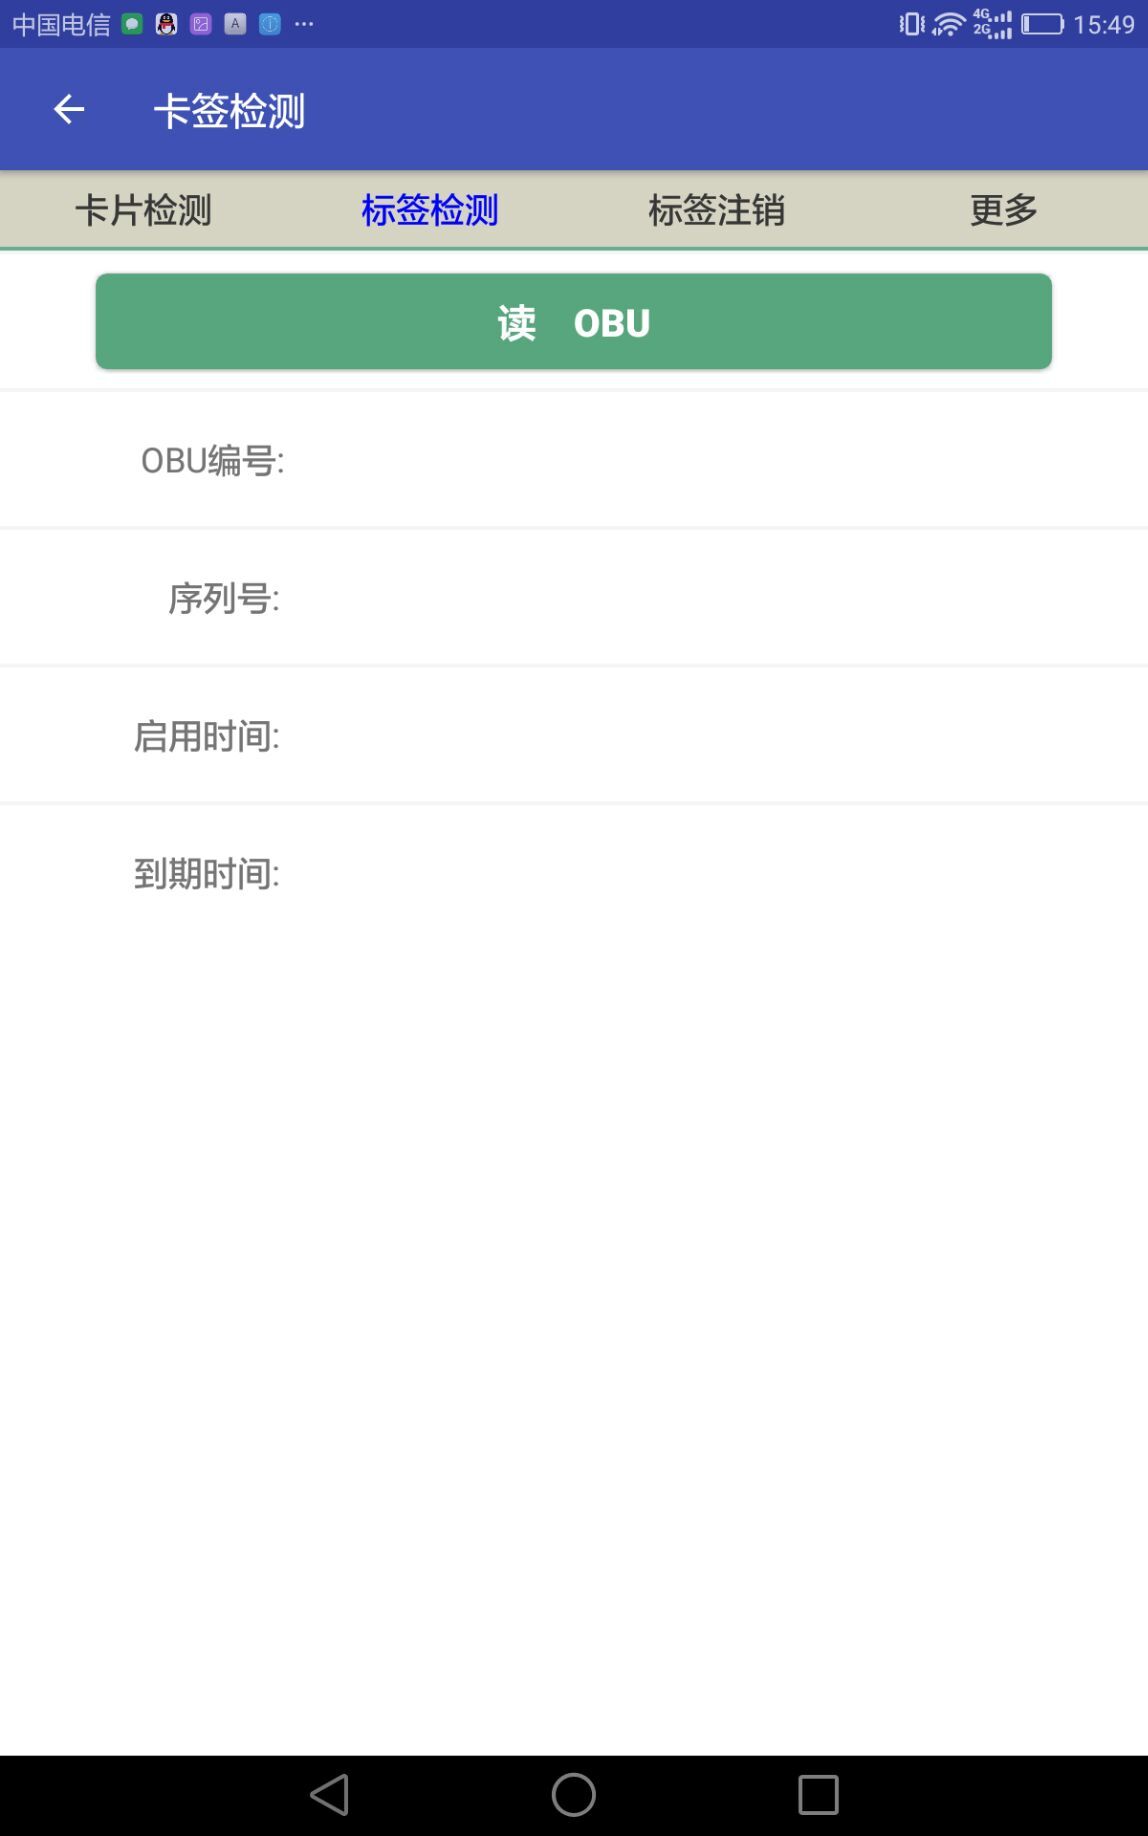 中国电信 ··· 4G 2G 15:49
卡签检测
卡片检测 标签检测 标签注销 更多
读 OBU
OBU编号:
序列号:
启用时间:
到期时间: